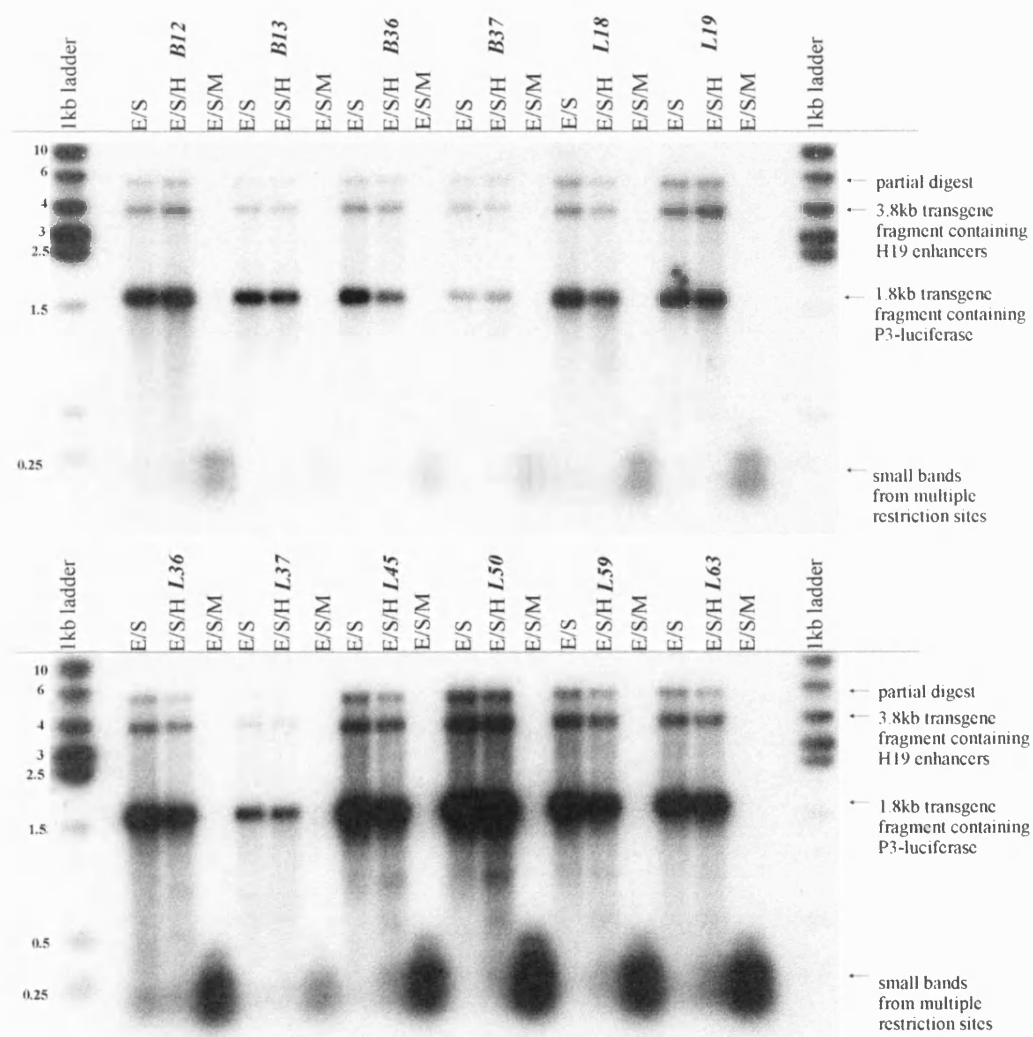 1kb ladder
E/S
E/S/H B12
E/S/M
E/S
E/S/H B13
E/S/M
E/S
E/S/H B36
E/S/M
E/S
E/S/H B37
E/S/M
E/S
E/S/H L18
E/S/M
E/S
E/S/H L19
E/S/M
1kb ladder
10
6
4
3
2.5
1.5
0.25
partial digest
3.8kb transgene
fragment containing
H19 enhancers
1.8kb transgene
fragment containing
P3-luciferase
small bands
from multiple
restriction sites
1kb ladder
E/S
E/S/H L36
E/S/M
E/S
E/S/H L37
E/S/M
E/S
E/S/H L45
E/S/M
E/S
E/S/H L50
E/S/M
E/S
E/S/H L59
E/S/M
E/S
E/S/H L63
E/S/M
1kb ladder
10
6
4
3
2.5
1.5
0.5
0.25
partial digest
3.8kb transgene
fragment containing
H19 enhancers
1.8kb transgene
fragment containing
P3-luciferase
small bands
from multiple
restriction sites